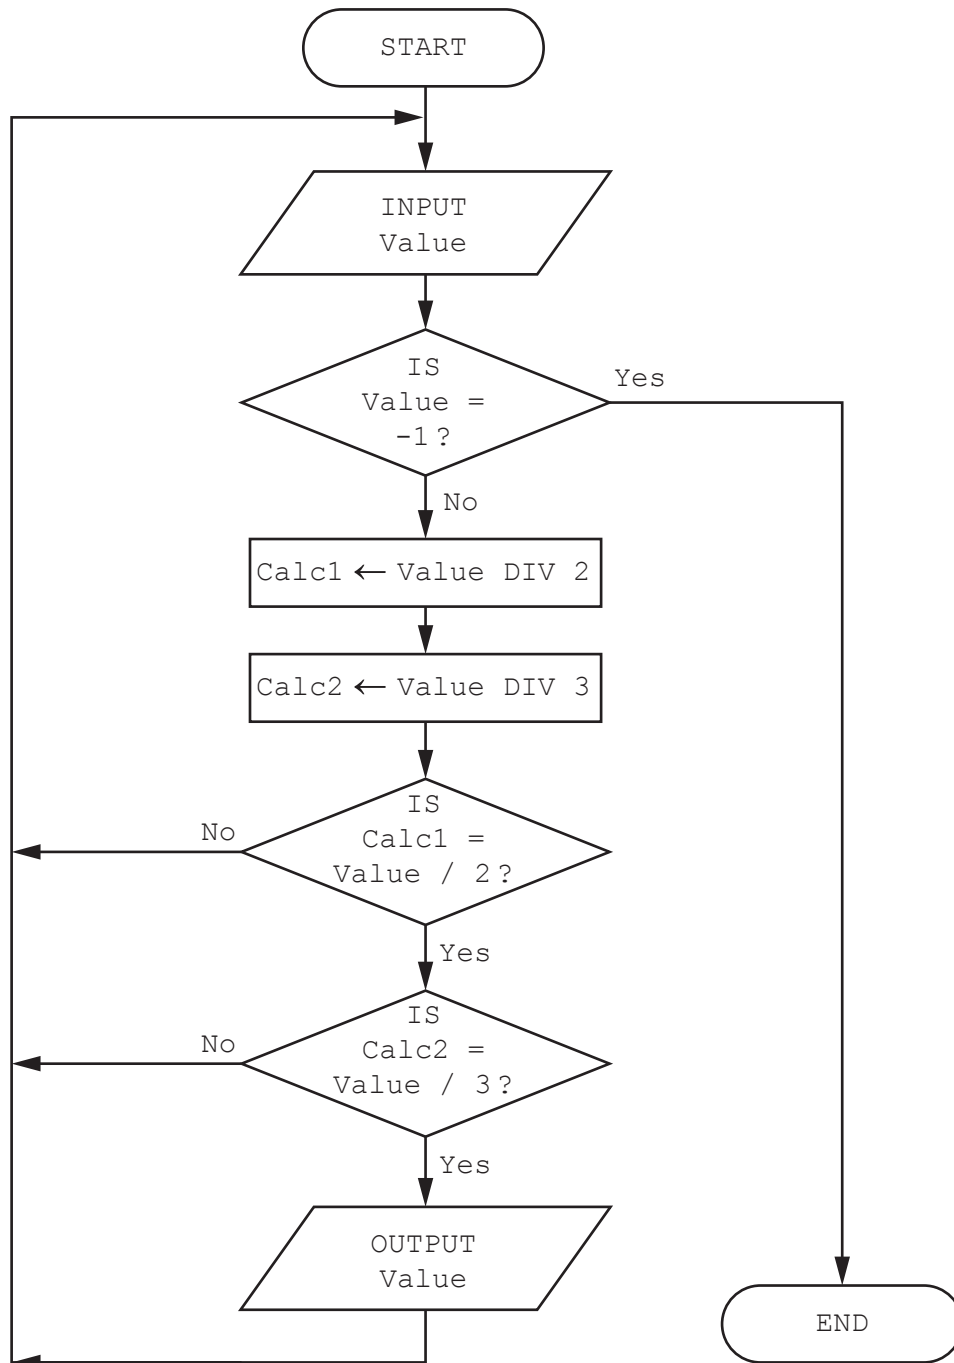 START
INPUT
Value
IS
Value =
-1?
Yes
No
Calc1 ← Value DIV 2
Calc2 ← Value DIV 3
IS
Calc1 =
Value / 2?
No
Yes
IS
Calc2 =
Value / 3?
No
Yes
OUTPUT
Value
END